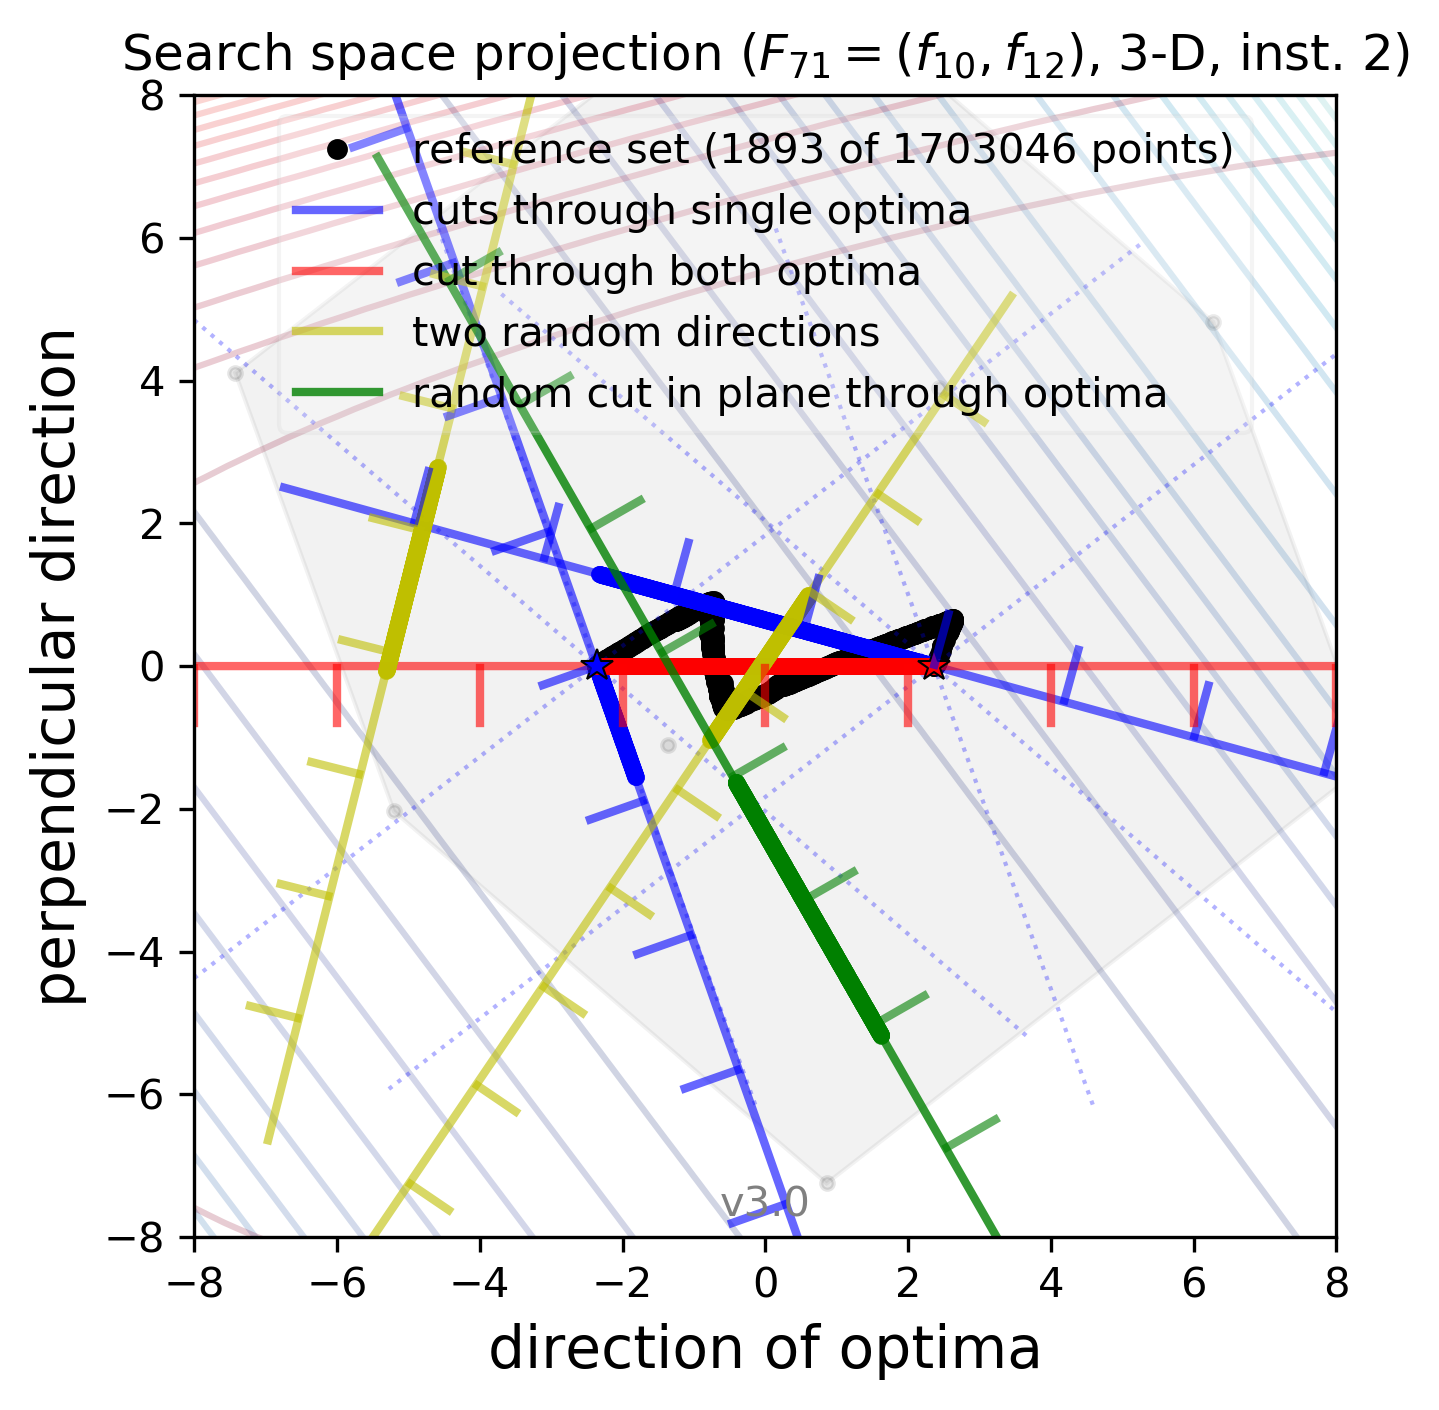 Search space projection (F₇₁ = (f₁₀, f₁₂), 3-D, inst. 2)
8
6
4
2
0
−2
−4
−6
−8
perpendicular direction
reference set (1893 of 1703046 points)
cuts through single optima
cut through both optima
two random directions
random cut in plane through optima
v3.0
−8 −6 −4 −2 0 2 4 6 8
direction of optima